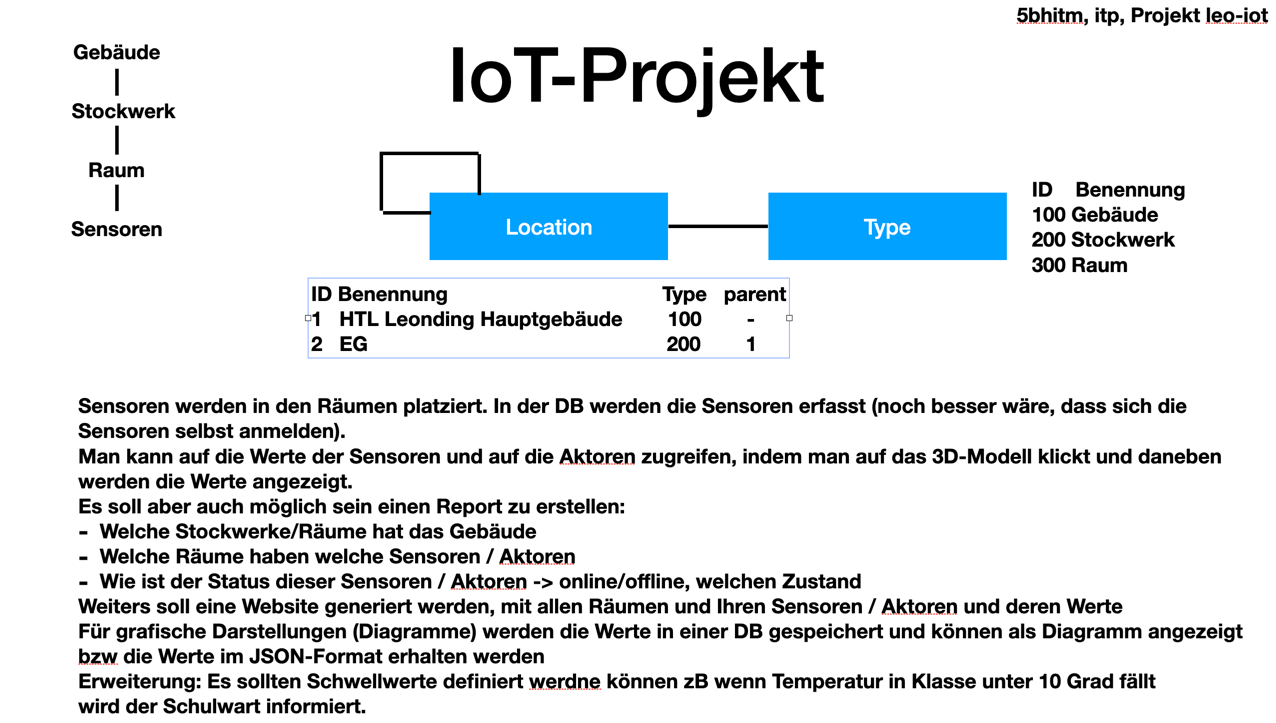 5bhitm, itp, Projekt leo-iot
IoT-Projekt
Gebäude
Stockwerk
Raum
Sensoren
Location
Type
ID Benennung
100 Gebäude
200 Stockwerk
300 Raum
ID Benennung Type parent
1 HTL Leonding Hauptgebäude 100 -
2 EG 200 1
Sensoren werden in den Räumen platziert. In der DB werden die Sensoren erfasst (noch besser wäre, dass sich die
Sensoren selbst anmelden).
Man kann auf die Werte der Sensoren und auf die Aktoren zugreifen, indem man auf das 3D-Modell klickt und daneben
werden die Werte angezeigt.
Es soll aber auch möglich sein einen Report zu erstellen:
- Welche Stockwerke/Räume hat das Gebäude
- Welche Räume haben welche Sensoren / Aktoren
- Wie ist der Status dieser Sensoren / Aktoren -> online/offline, welchen Zustand
Weiters soll eine Website generiert werden, mit allen Räumen und Ihren Sensoren / Aktoren und deren Werte
Für grafische Darstellungen (Diagramme) werden die Werte in einer DB gespeichert und können als Diagramm angezeigt
bzw die Werte im JSON-Format erhalten werden
Erweiterung: Es sollten Schwellwerte definiert werdne können zB wenn Temperatur in Klasse unter 10 Grad fällt
wird der Schulwart informiert.